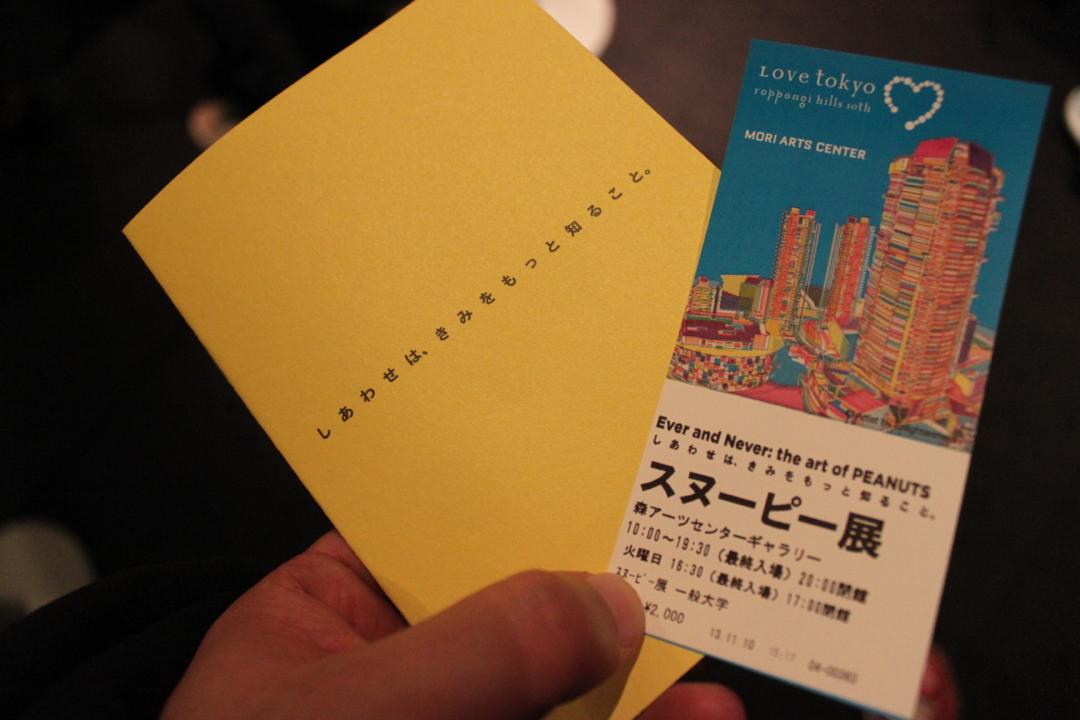 しあわせは、きみをもっと知ること。
Love tokyo
roppongi hills 10th
MORI ARTS CENTER
Ever and Never: the art of PEANUTS
しあわせは、きみをもっと知ること。
スヌーピー展
森アーツセンターギャラリー
10:00～19:30（最終入場）20:00閉館
火曜日 16:30（最終入場）17:00閉館
ｽﾇｰﾋﾟｰ展 一般大学
¥2,000
13.11.10 15:17